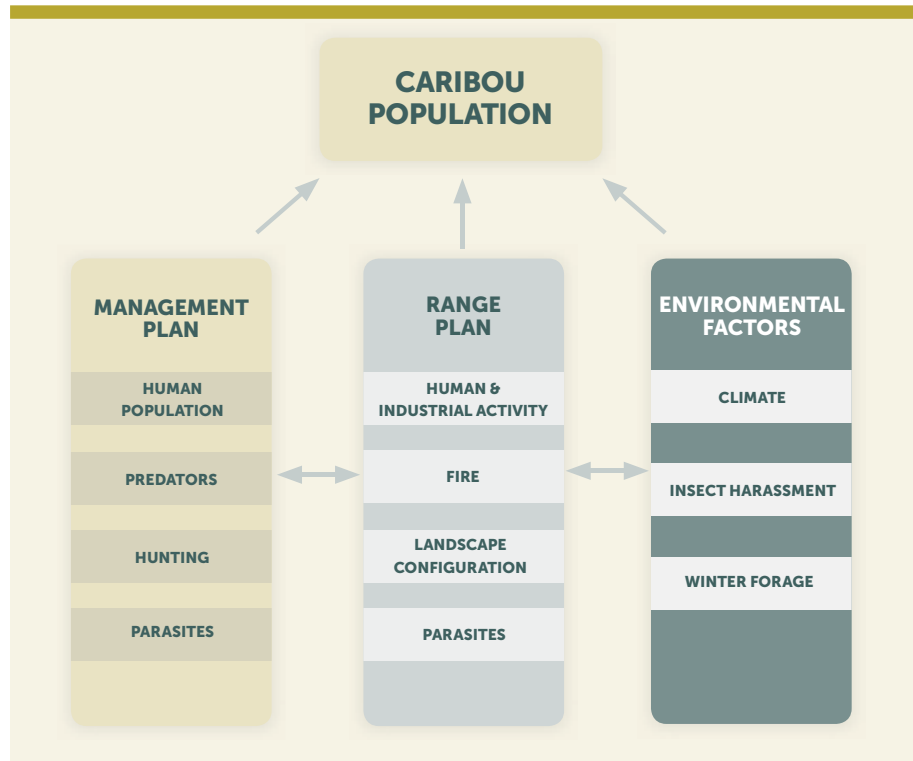 CARIBOU
POPULATION
MANAGEMENT
PLAN
HUMAN
POPULATION
PREDATORS
HUNTING
PARASITES
RANGE
PLAN
HUMAN &
INDUSTRIAL ACTIVITY
FIRE
LANDSCAPE
CONFIGURATION
PARASITES
ENVIRONMENTAL
FACTORS
CLIMATE
INSECT HARASSMENT
WINTER FORAGE